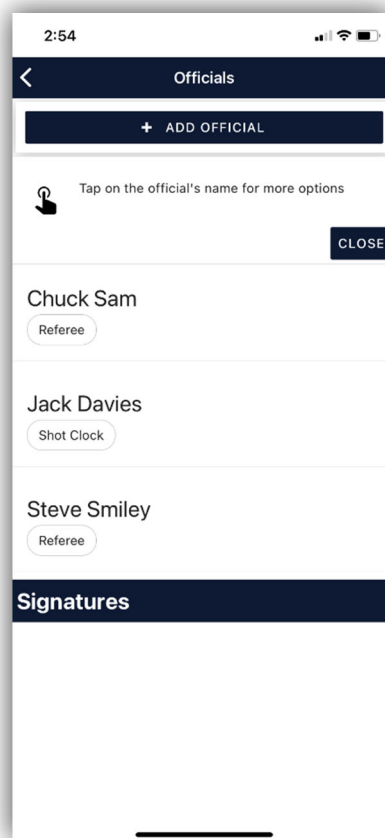 2:54
Officials
+ ADD OFFICIAL
Tap on the official's name for more options
CLOSE
Chuck Sam
Referee
Jack Davies
Shot Clock
Steve Smiley
Referee
Signatures